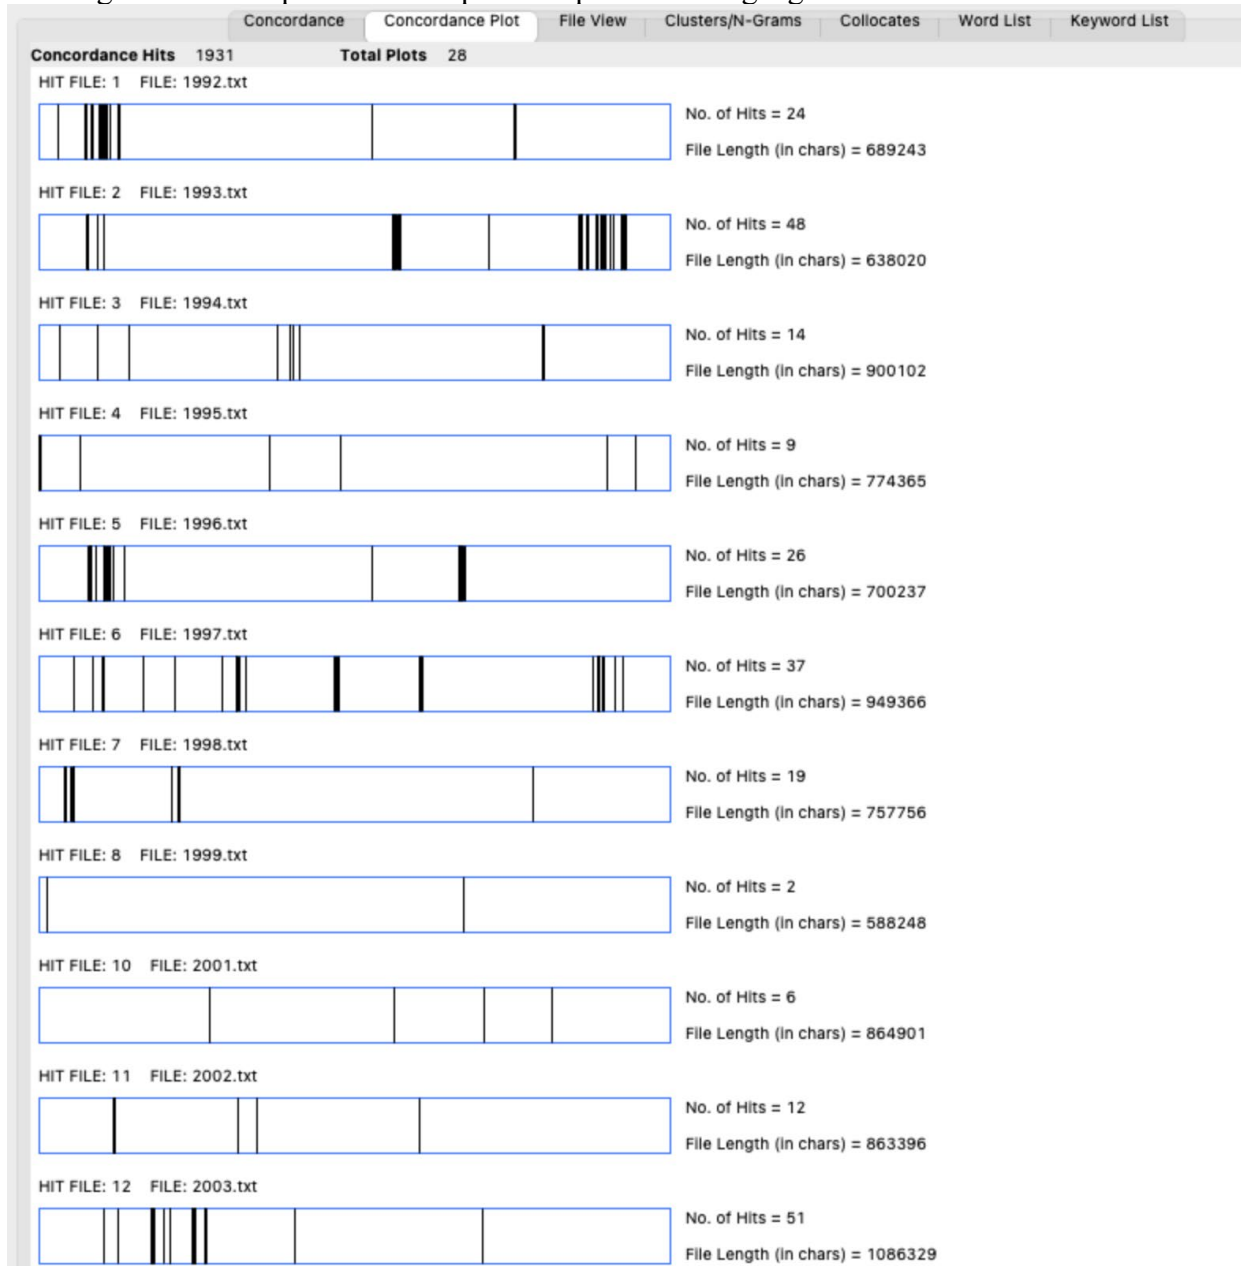 Concordance Concordance Plot File View Clusters/N-Grams Collocates Word List Keyword List
Concordance Hits 1931 Total Plots 28
HIT FILE: 1 FILE: 1992.txt
No. of Hits = 24
File Length (in chars) = 689243
HIT FILE: 2 FILE: 1993.txt
No. of Hits = 48
File Length (in chars) = 638020
HIT FILE: 3 FILE: 1994.txt
No. of Hits = 14
File Length (in chars) = 900102
HIT FILE: 4 FILE: 1995.txt
No. of Hits = 9
File Length (in chars) = 774365
HIT FILE: 5 FILE: 1996.txt
No. of Hits = 26
File Length (in chars) = 700237
HIT FILE: 6 FILE: 1997.txt
No. of Hits = 37
File Length (in chars) = 949366
HIT FILE: 7 FILE: 1998.txt
No. of Hits = 19
File Length (in chars) = 757756
HIT FILE: 8 FILE: 1999.txt
No. of Hits = 2
File Length (in chars) = 588248
HIT FILE: 10 FILE: 2001.txt
No. of Hits = 6
File Length (in chars) = 864901
HIT FILE: 11 FILE: 2002.txt
No. of Hits = 12
File Length (in chars) = 863396
HIT FILE: 12 FILE: 2003.txt
No. of Hits = 51
File Length (in chars) = 1086329